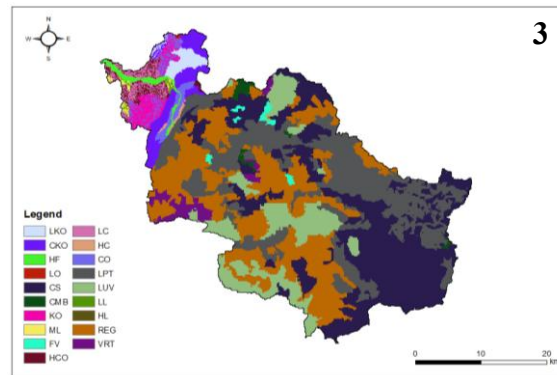 3
N
W E
S
Legend
LKO LC
CKO HC
HF CO
LO LPT
CS LUV
CMB LL
KO HL
ML REG
FV VRT
HCO
0 10 20
km